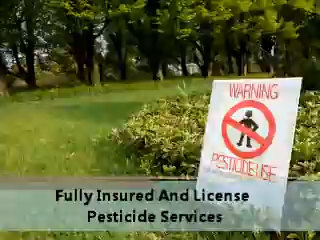 WARNING
PESTICIDE USE
Fully Insured And License
Pesticide Services